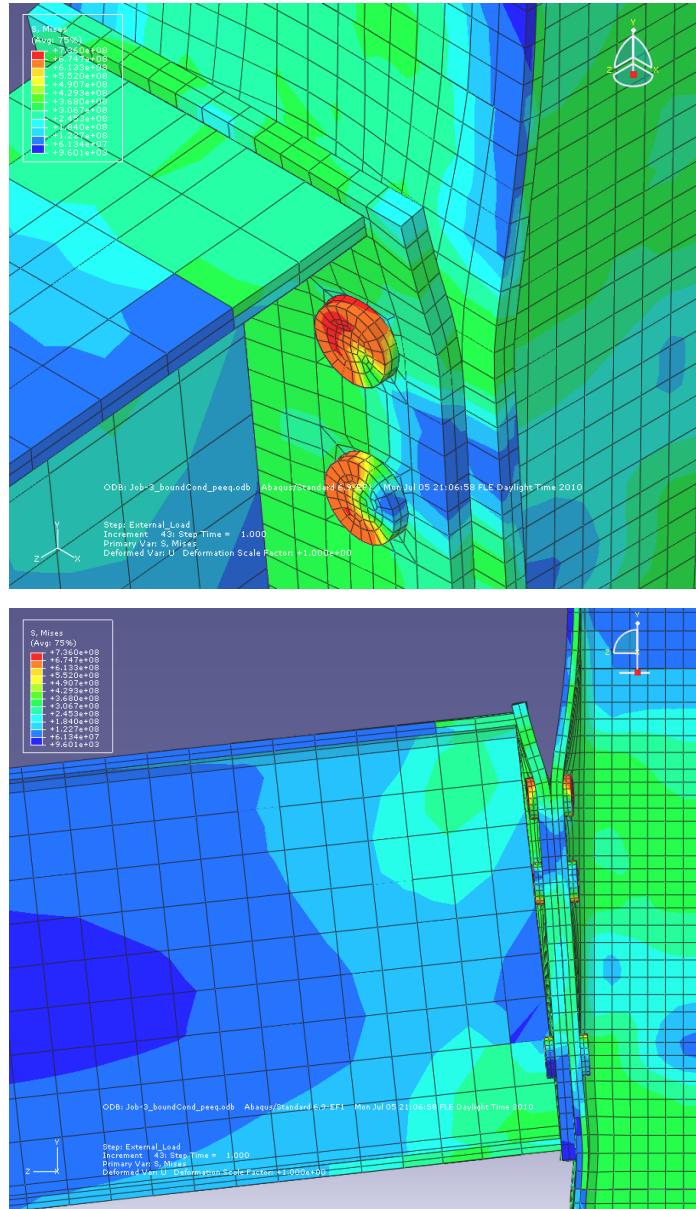 S, Mises
(Avg: 75%)
+7.360e+08
+6.747e+08
+6.133e+08
+5.520e+08
+4.907e+08
+4.293e+08
+3.680e+08
+3.067e+08
+2.453e+08
+1.840e+08
+1.227e+08
+6.134e+07
+9.601e+03
Y
Z
X
ODB: Job-3_boundCond_peeq.odb Abaqus/Standard 6.9-EF1 Mon Jul 05 21:06:58 FLE Daylight Time 2010
Y
Z
X
Step: External_Load
Increment 43: Step Time = 1.000
Primary Var: S, Mises
Deformed Var: U Deformation Scale Factor: +1.000e+00
S, Mises
(Avg: 75%)
+7.360e+08
+6.747e+08
+6.133e+08
+5.520e+08
+4.907e+08
+4.293e+08
+3.680e+08
+3.067e+08
+2.453e+08
+1.840e+08
+1.227e+08
+6.134e+07
+9.601e+03
Y
Z
ODB: Job-3_boundCond_peeq.odb Abaqus/Standard 6.9-EF1 Mon Jul 05 21:06:58 FLE Daylight Time 2010
Y
Z
Step: External_Load
Increment 43: Step Time = 1.000
Primary Var: S, Mises
Deformed Var: U Deformation Scale Factor: +1.000e+00